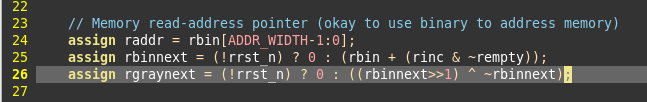 22
23 // Memory read-address pointer (okay to use binary to address memory)
24 assign raddr = rbin[ADDR_WIDTH-1:0];
25 assign rbinnext = (!rrst_n) ? 0 : (rbin + (rinc & ~rempty));
26 assign rgraynext = (!rrst_n) ? 0 : ((rbinnext>>1) ^ ~rbinnext);
27